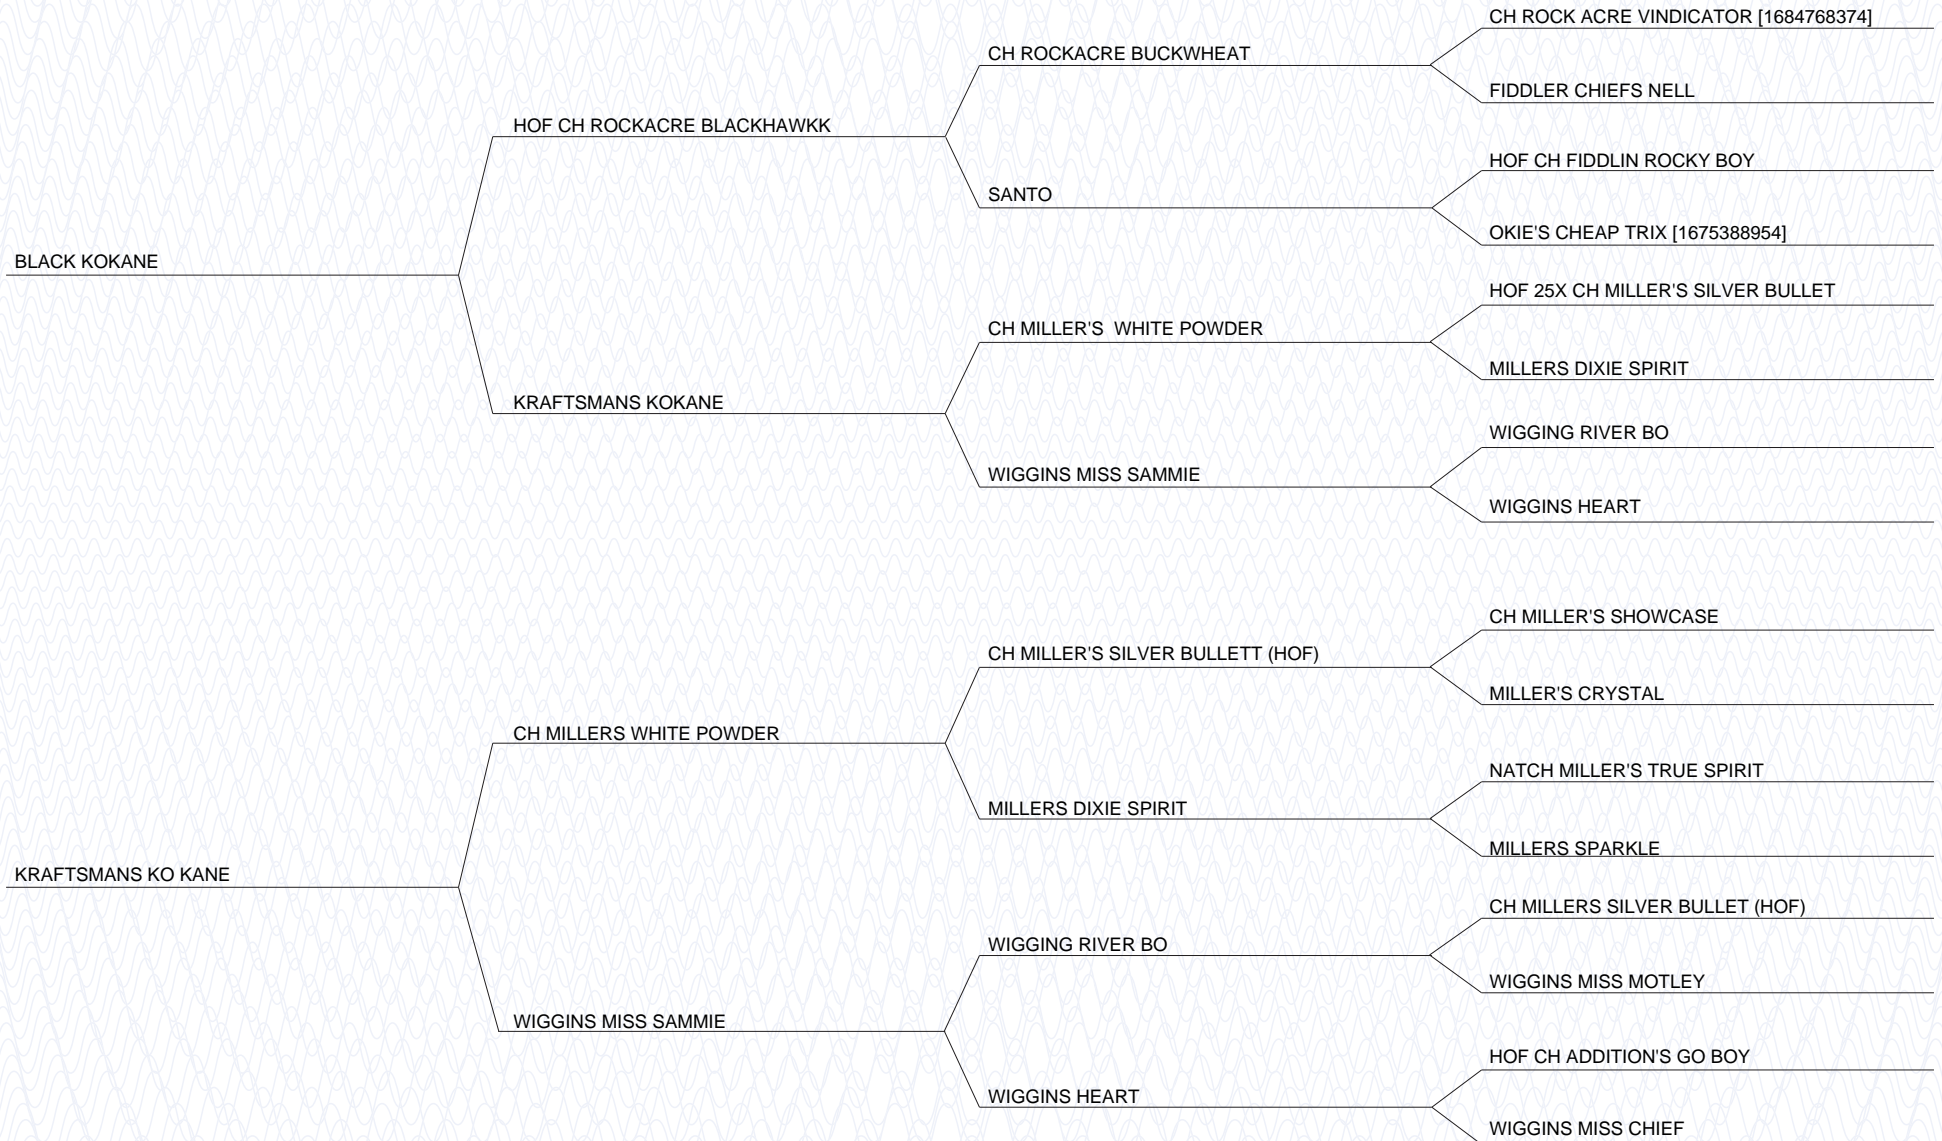 CH ROCK ACRE VINDICATOR [1684768374]
CH ROCKACRE BUCKWHEAT
FIDDLER CHIEFS NELL
HOF CH ROCKACRE BLACKHAWKK
HOF CH FIDDLIN ROCKY BOY
SANTO
OKIE'S CHEAP TRIX [1675388954]
BLACK KOKANE
HOF 25X CH MILLER'S SILVER BULLET
CH MILLER'S  WHITE POWDER
MILLERS DIXIE SPIRIT
KRAFTSMANS KOKANE
WIGGING RIVER BO
WIGGINS MISS SAMMIE
WIGGINS HEART
CH MILLER'S SHOWCASE
CH MILLER'S SILVER BULLETT (HOF)
MILLER'S CRYSTAL
CH MILLERS WHITE POWDER
NATCH MILLER'S TRUE SPIRIT
MILLERS DIXIE SPIRIT
MILLERS SPARKLE
KRAFTSMANS KO KANE
CH MILLERS SILVER BULLET (HOF)
WIGGING RIVER BO
WIGGINS MISS MOTLEY
WIGGINS MISS SAMMIE
HOF CH ADDITION'S GO BOY
WIGGINS HEART
WIGGINS MISS CHIEF